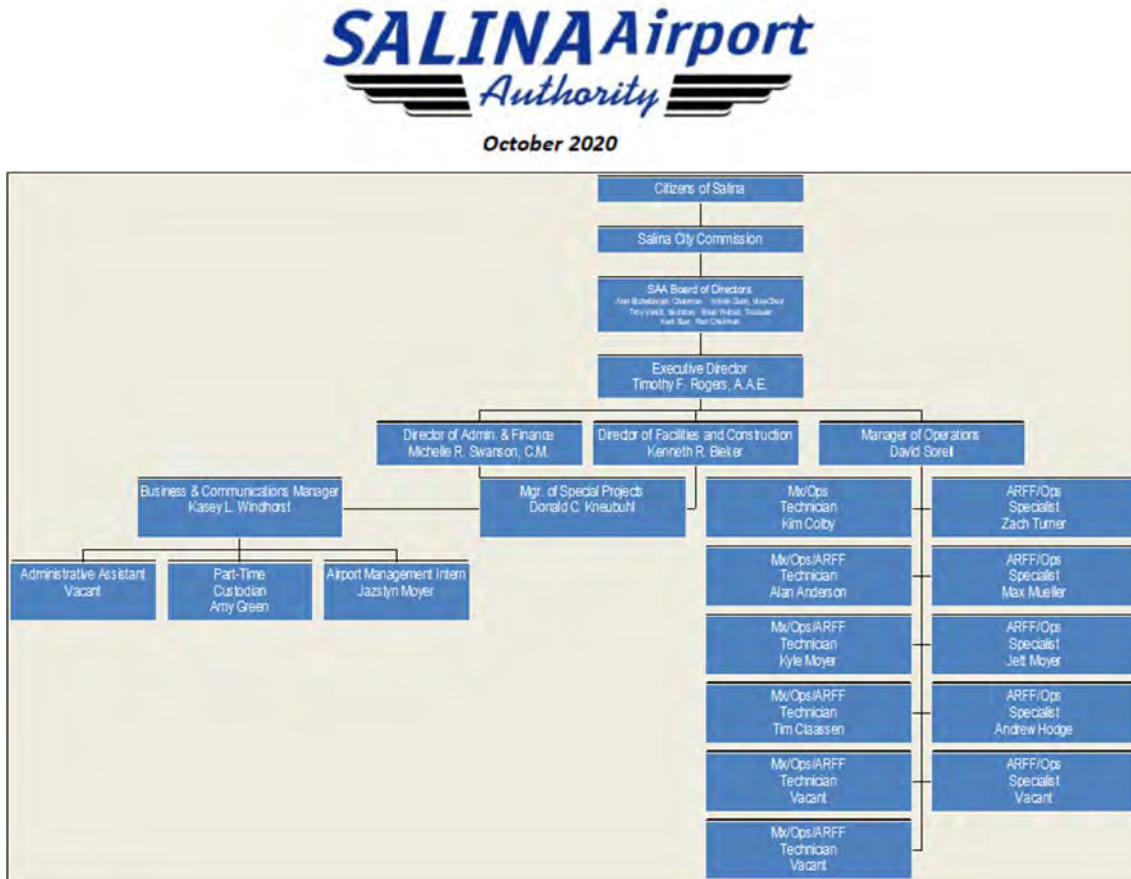 SALINA Airport
Authority
October 2020
Citizens of Salina
Salina City Commission
SAA Board of Directors
Chairman
Secretary
Executive Director
Timothy F. Rogers, A.A.E.
Director of Admin. & Finance
Michelle R. Swanson, C.M.
Director of Facilities and Construction
Kenneth R. Bieker
Manager of Operations
David Sorell
Business & Communications Manager
Kasey L. Windhorst
Mgr. of Special Projects
Donald C. Kneubuhl
Administrative Assistant
Vacant
Part-Time
Custodian
Amy Green
Airport Management Intern
Jazslyn Moyer
Mx/Ops
Technician
Kim Colby
ARFF/Ops
Specialist
Zach Turner
Mx/Ops/ARFF
Technician
Alan Anderson
ARFF/Ops
Specialist
Max Mueller
Mx/Ops/ARFF
Technician
Kyle Moyer
ARFF/Ops
Specialist
Jett Moyer
Mx/Ops/ARFF
Technician
Tim Claassen
ARFF/Ops
Specialist
Andrew Hodge
Mx/Ops/ARFF
Technician
Vacant
ARFF/Ops
Specialist
Vacant
Mx/Ops/ARFF
Technician
Vacant